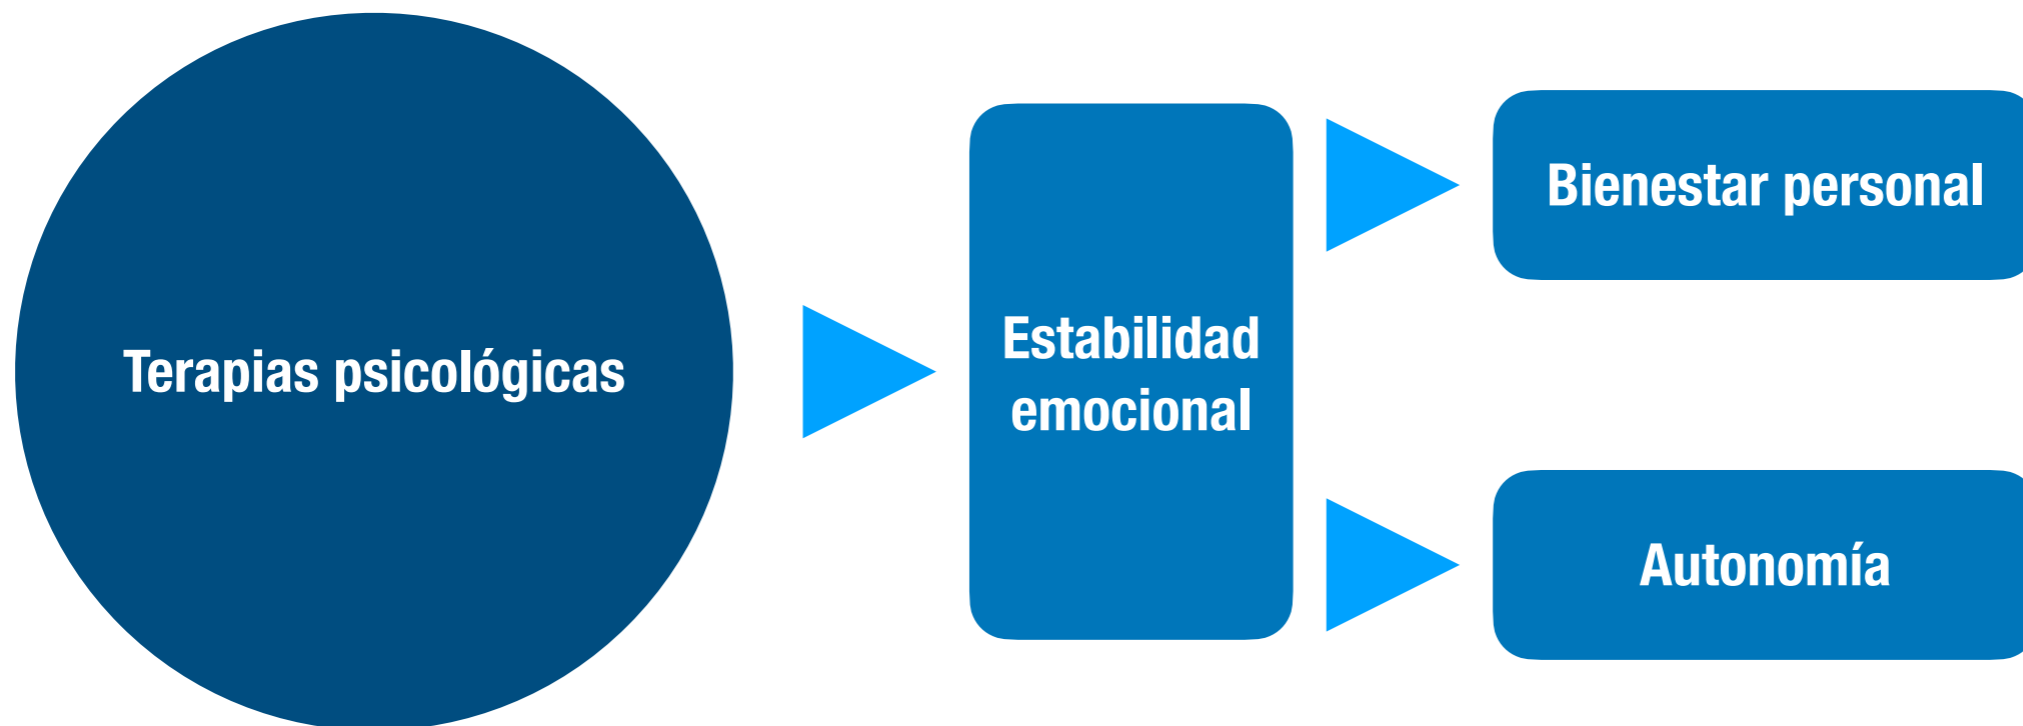 Terapias psicológicas
Estabilidad
emocional
Bienestar personal
Autonomía